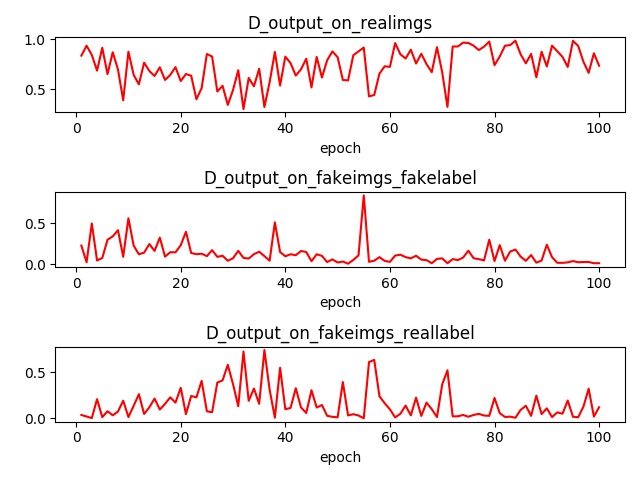 D_output_on_realimgs
1.0
0.5
0 20 40 60 80 100
epoch
D_output_on_fakeimgs_fakelabel
0.5
0.0
0 20 40 60 80 100
epoch
D_output_on_fakeimgs_reallabel
0.5
0.0
0 20 40 60 80 100
epoch